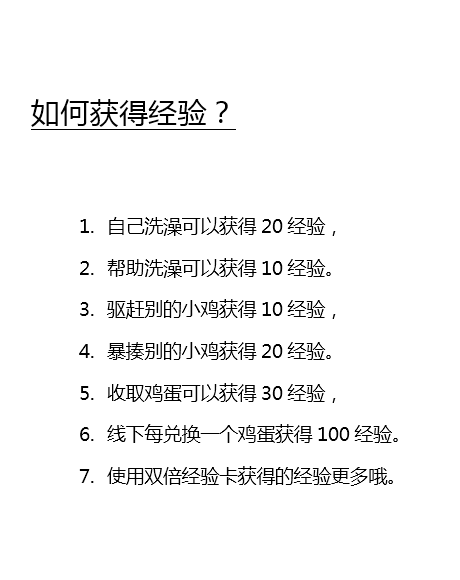 如何获得经验？
1. 自己洗澡可以获得 20 经验，
2. 帮助洗澡可以获得 10 经验。
3. 驱赶别的小鸡获得 10 经验，
4. 暴揍别的小鸡获得 20 经验。
5. 收取鸡蛋可以获得 30 经验，
6. 线下每兑换一个鸡蛋获得 100 经验。
7. 使用双倍经验卡获得的经验更多哦。